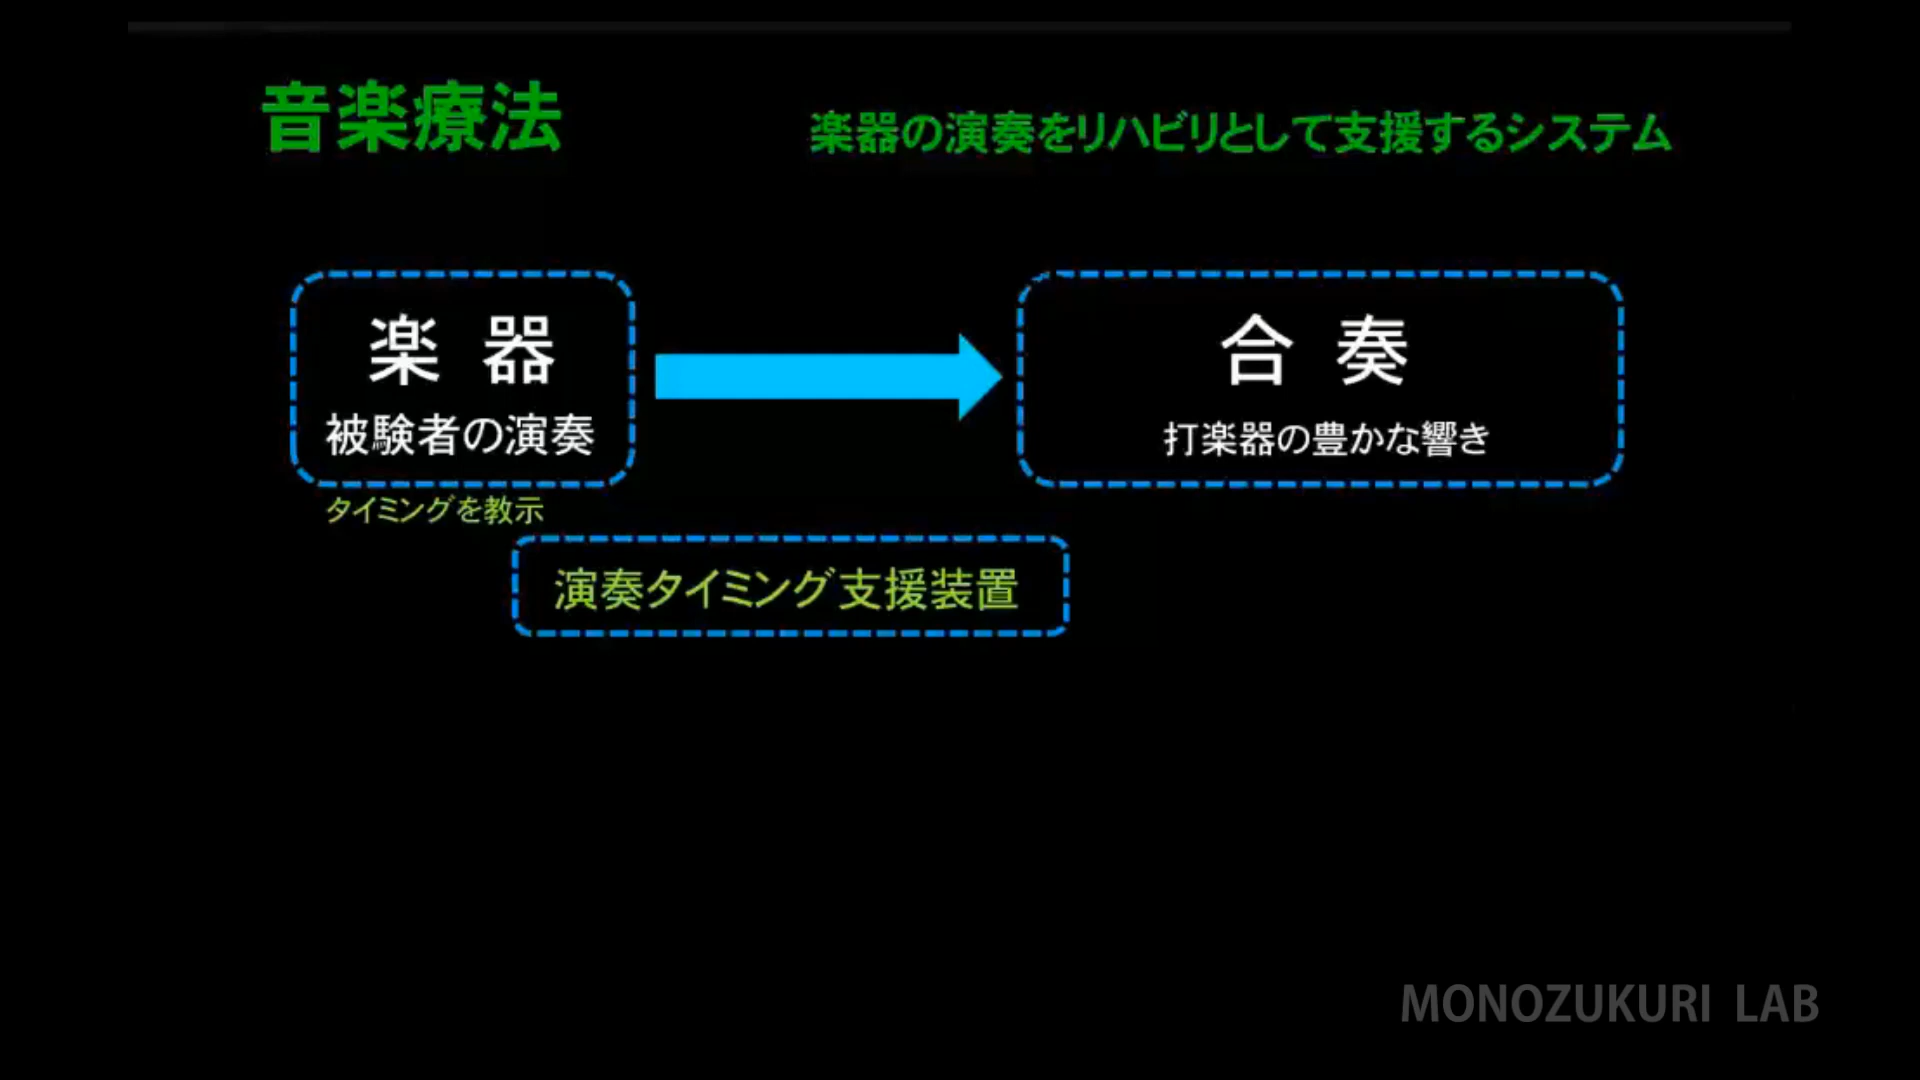 音楽療法
楽器の演奏をリハビリとして支援するシステム
楽 器
被験者の演奏
合 奏
打楽器の豊かな響き
タイミングを教示
演奏タイミング支援装置
MONOZUKURI LAB